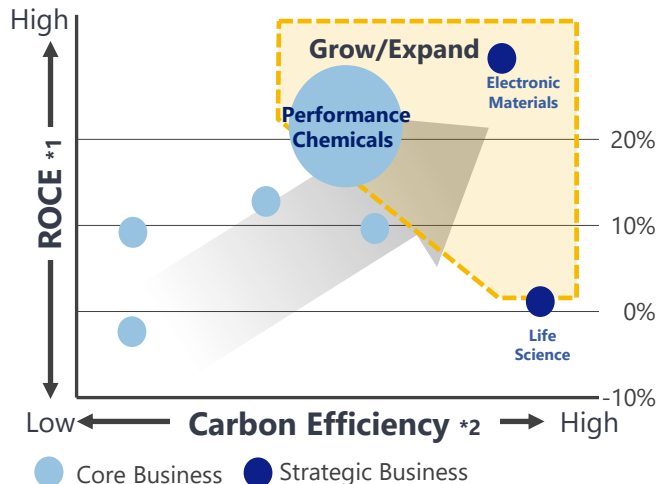 High
Grow/Expand
Electronic
Materials
Performance
Chemicals
20%
ROCE *1
10%
0%
Life
Science
-10%
Low
Carbon Efficiency *2
High
Core Business
Strategic Business